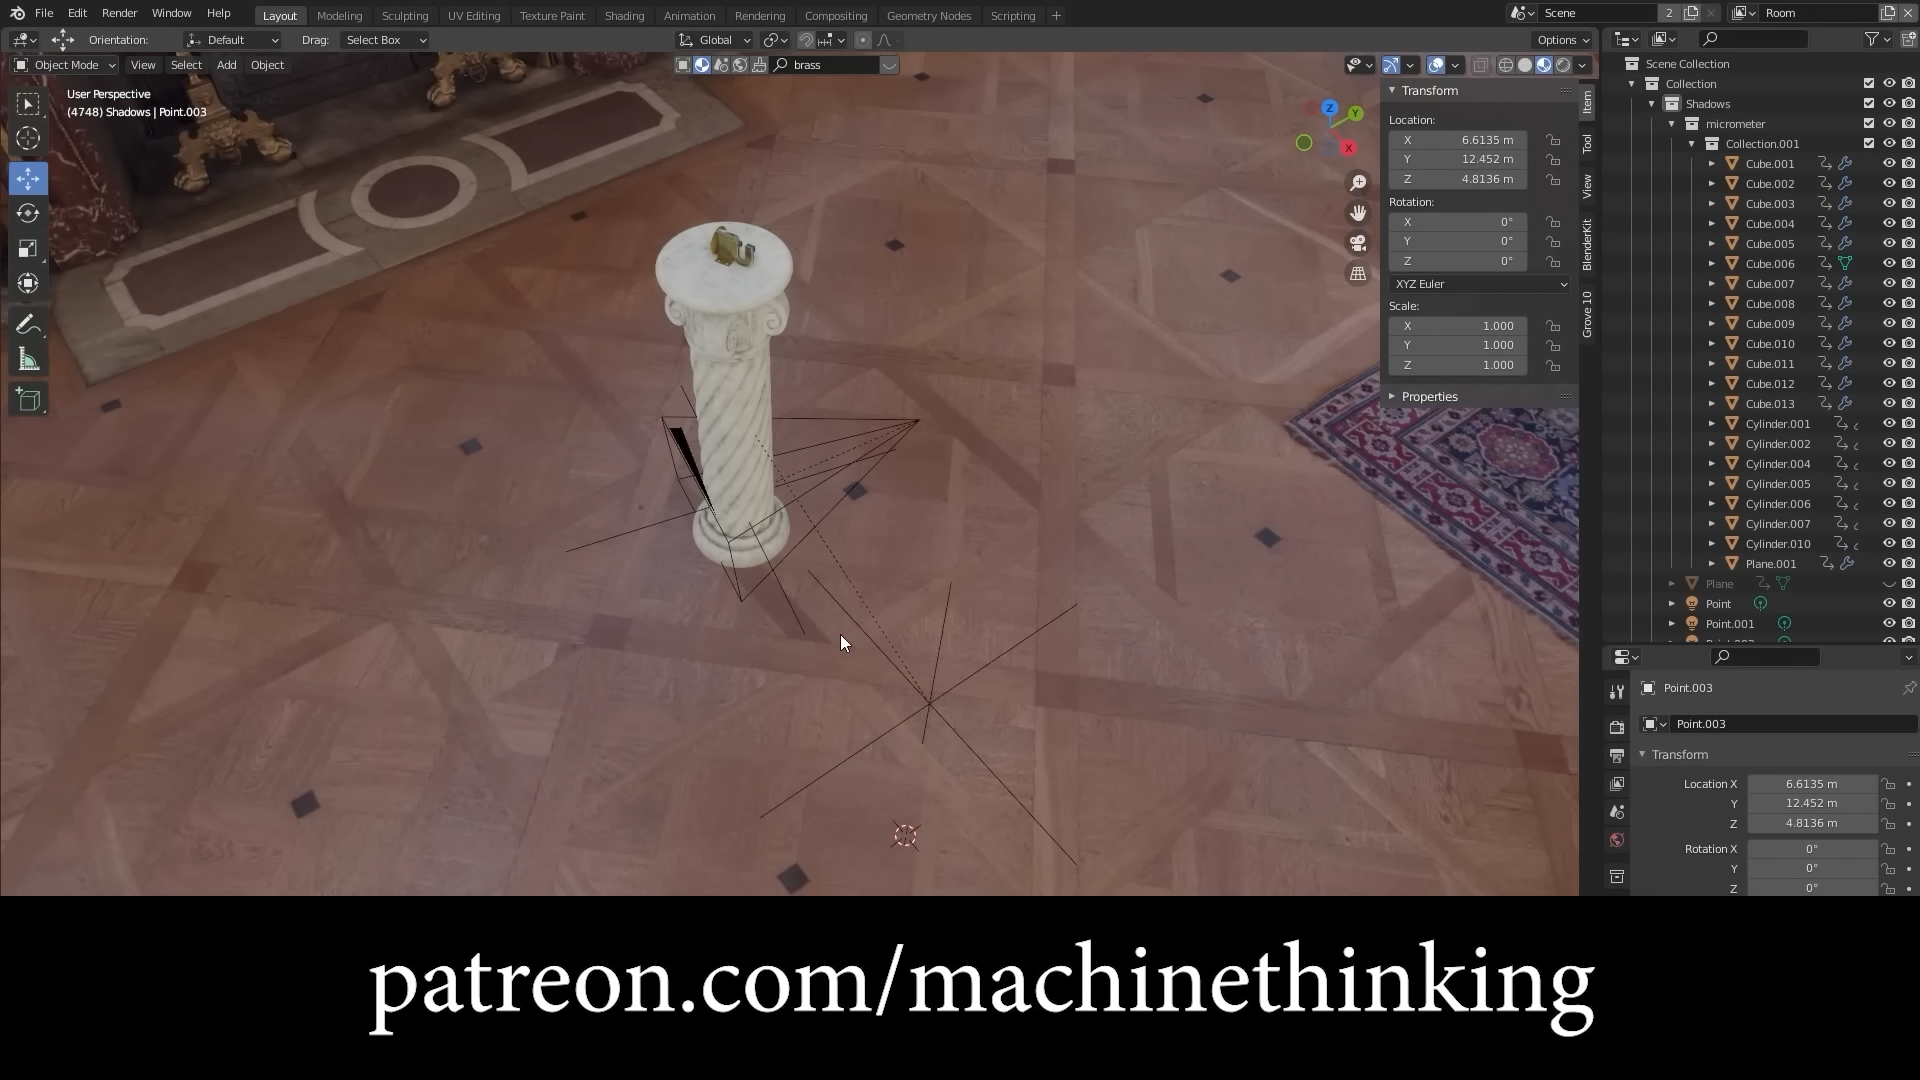 File Edit Render Window Help
Layout Modeling Sculpting UV Editing Texture Paint Shading Animation Rendering Compositing Geometry Nodes Scripting
Scene 2 Room
Orientation: Default Drag: Select Box Global Options
Object Mode View Select Add Object brass
User Perspective
(4748) Shadows | Point.003
Z
Y
X
Transform
Location:
X 6.6135 m
Y 12.452 m
Z 4.8136 m
Rotation:
X 0°
Y 0°
Z 0°
XYZ Euler
Scale:
X 1.000
Y 1.000
Z 1.000
Properties
Item
Tool
View
BlenderKit
Grove 10
Scene Collection
Collection
Shadows
micrometer
Collection.001
Cube.001
Cube.002
Cube.003
Cube.004
Cube.005
Cube.006
Cube.007
Cube.008
Cube.009
Cube.010
Cube.011
Cube.012
Cube.013
Cylinder.001
Cylinder.002
Cylinder.004
Cylinder.005
Cylinder.006
Cylinder.007
Cylinder.010
Plane.001
Plane
Point
Point.001
Point.003
Point.003
Transform
Location X 6.6135 m
Y 12.452 m
Z 4.8136 m
Rotation X 0°
Y 0°
Z 0°
patreon.com/machinethinking